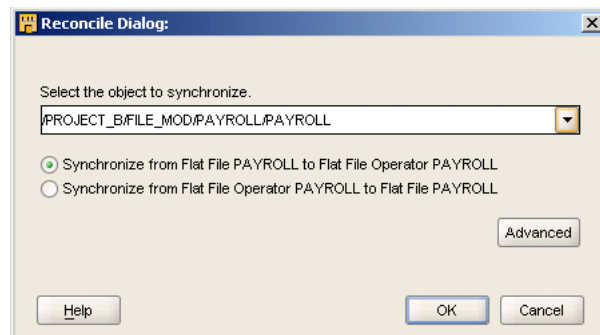 Reconcile Dialog:
Select the object to synchronize.
/PROJECT_B/FILE_MOD/PAYROLL/PAYROLL
Synchronize from Flat File PAYROLL to Flat File Operator PAYROLL
Synchronize from Flat File Operator PAYROLL to Flat File PAYROLL
Advanced
Help OK Cancel